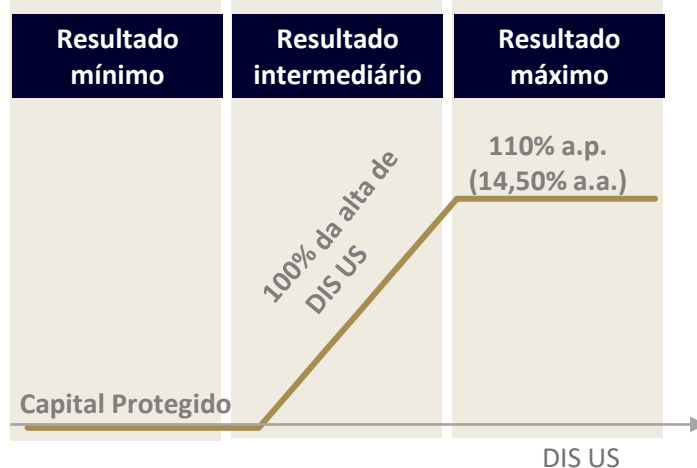 Resultado
mínimo
Resultado
intermediário
Resultado
máximo
110% a.p.
(14,50% a.a.)
100% da alta de
DIS US
Capital Protegido
DIS US